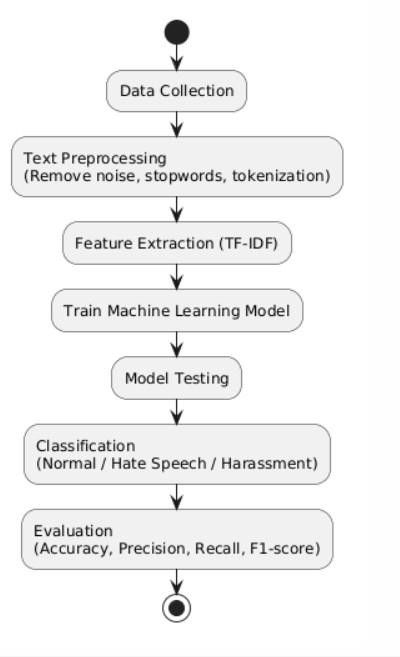 Data Collection
Text Preprocessing
(Remove noise, stopwords, tokenization)
Feature Extraction (TF-IDF)
Train Machine Learning Model
Model Testing
Classification
(Normal / Hate Speech / Harassment)
Evaluation
(Accuracy, Precision, Recall, F1-score)